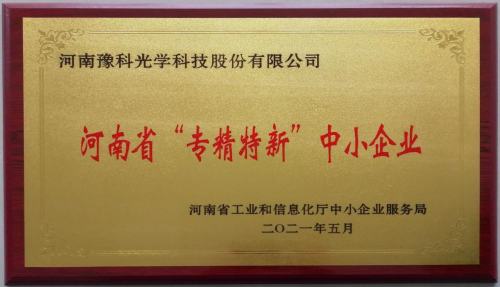 河南豫科光学科技股份有限公司
河南省“专精特新”中小企业
河南省工业和信息化厅中小企业服务局
二〇二一年五月